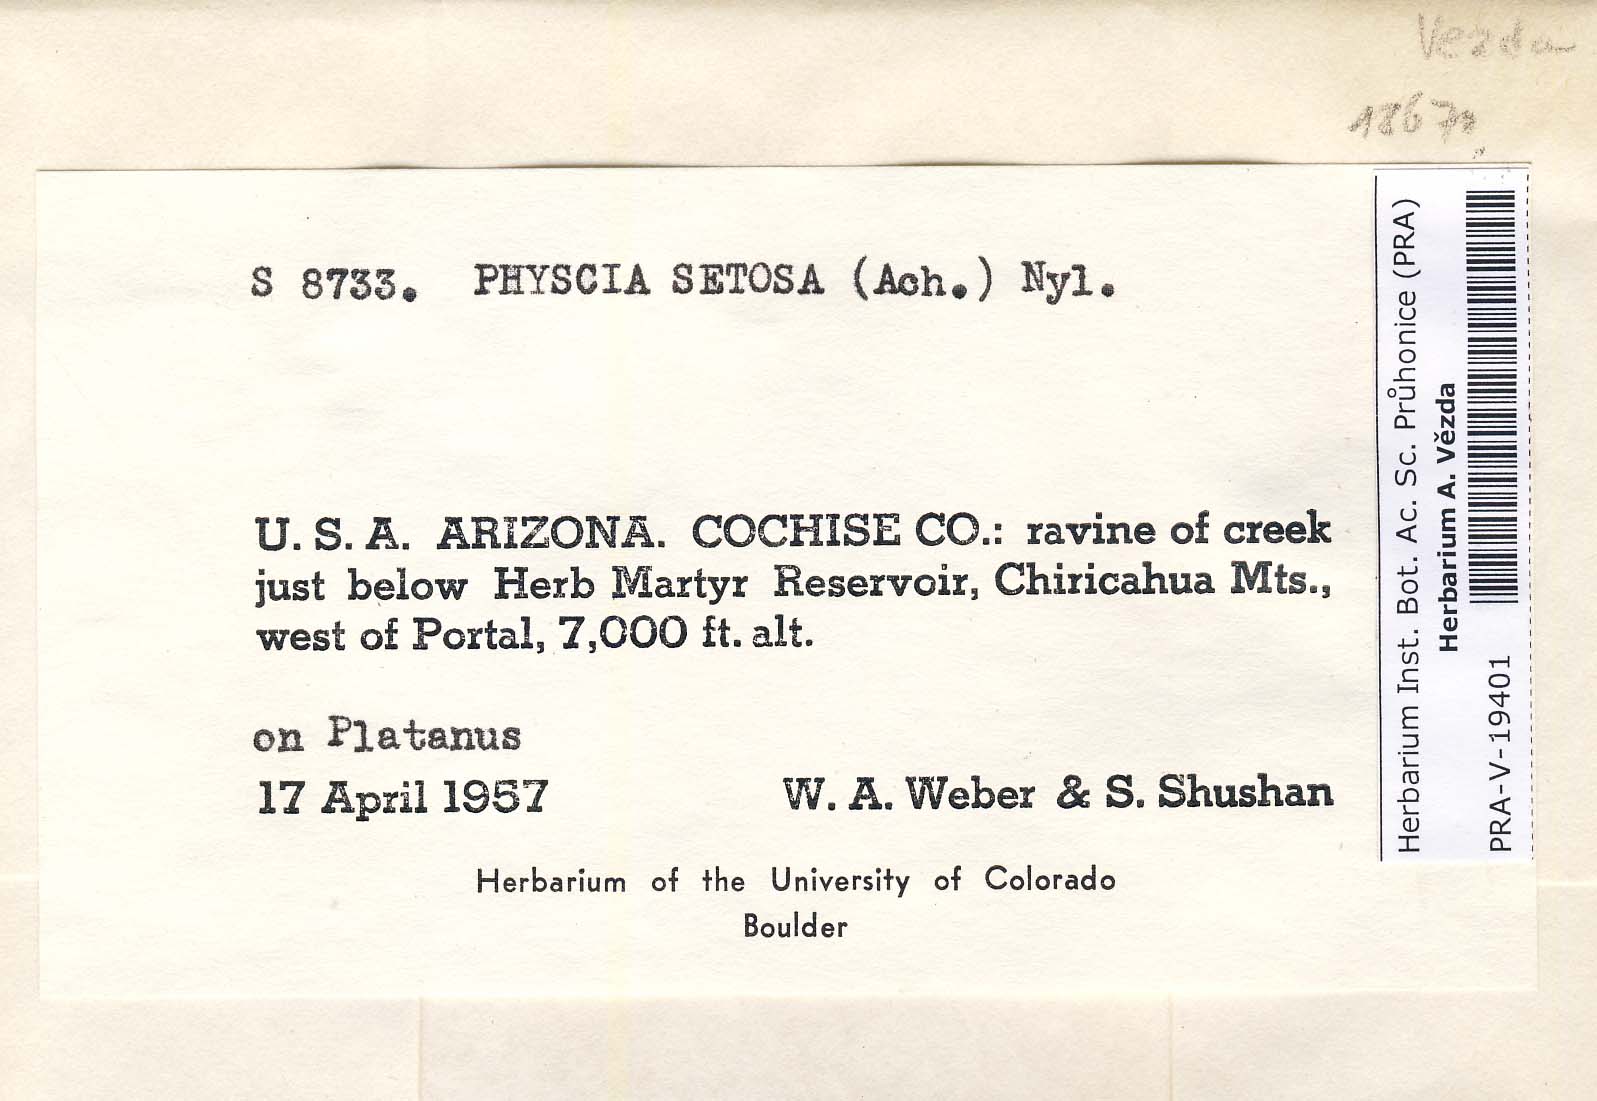 Vezda
S 8733. PHYSCIA SETOSA (Ach.) Nyl.
U. S. A. ARIZONA. COCHISE CO.: ravine of creek
just below Herb Martyr Reservoir, Chiricahua Mts.,
west of Portal, 7,000 ft. alt.
on Platanus
17 April 1957 W. A. Weber & S. Shushan
Herbarium of the University of Colorado
Boulder
Herbarium Inst. Bot. Ac. Sc. Průhonice (PRA)
Herbarium A. Vězda
PRA-V-19401